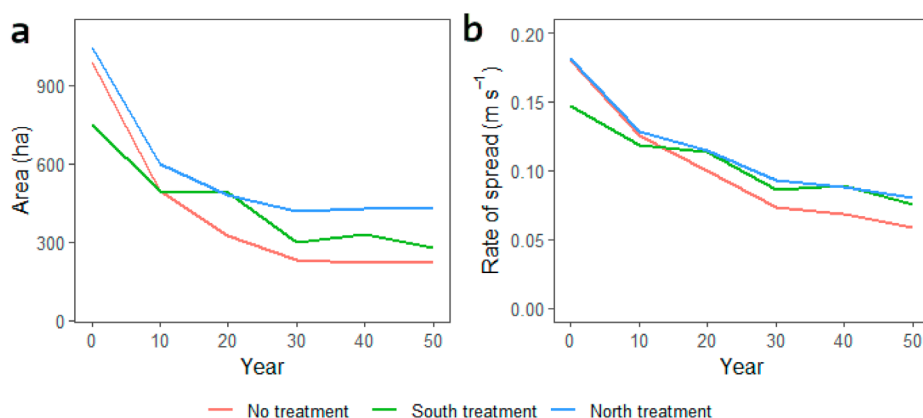 a
Area (ha)
900
600
300
0
0 10 20 30 40 50
Year
b
Rate of spread (m s⁻¹)
0.20
0.15
0.10
0.05
0.00
0 10 20 30 40 50
Year
No treatment South treatment North treatment